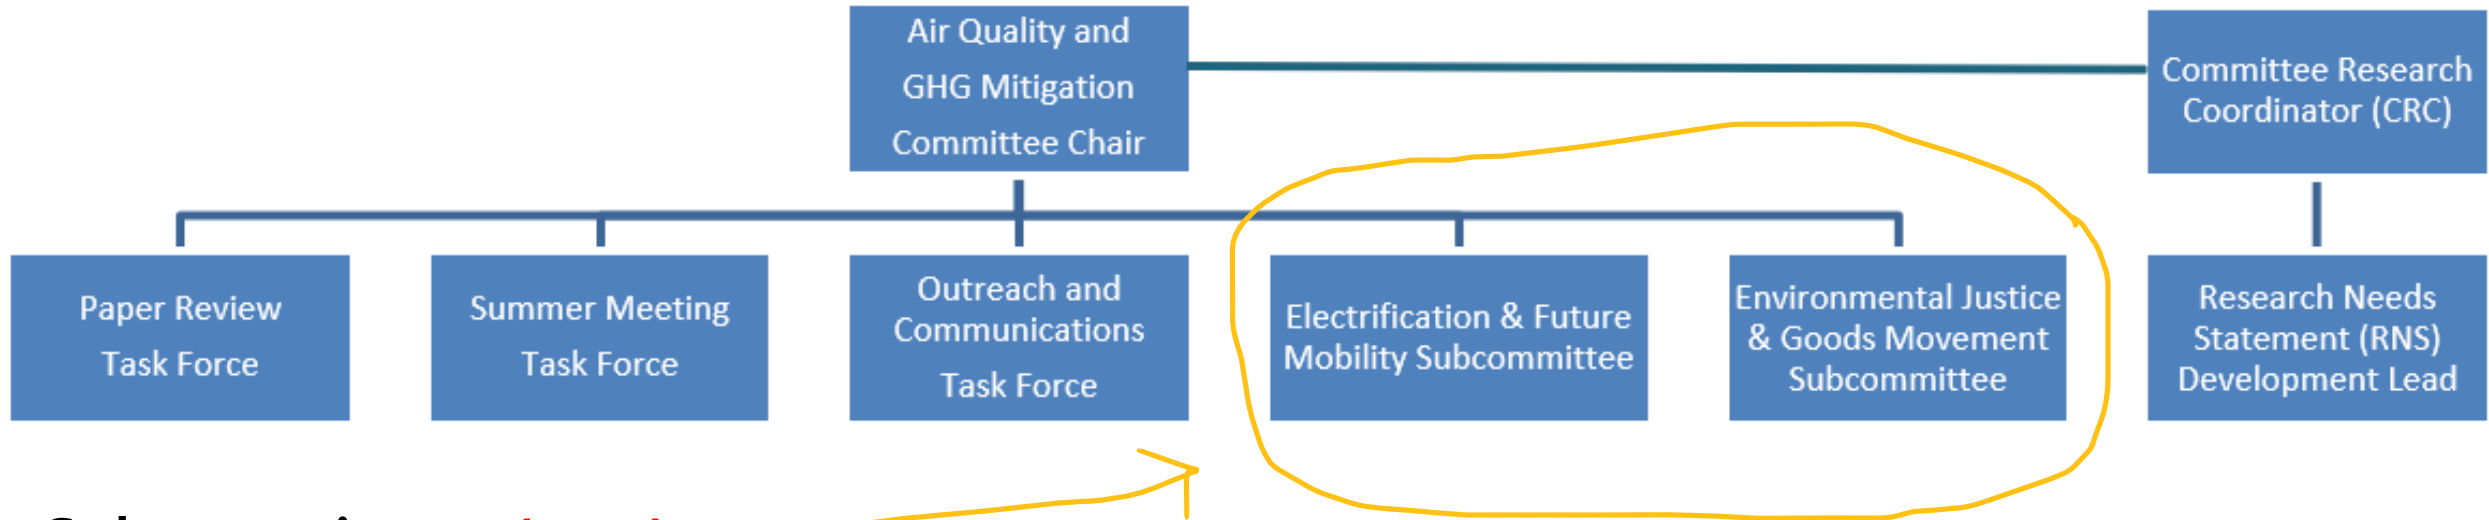 Air Quality and
GHG Mitigation
Committee Chair
Committee Research
Coordinator (CRC)
Paper Review
Task Force
Summer Meeting
Task Force
Outreach and
Communications
Task Force
Electrification & Future
Mobility Subcommittee
Environmental Justice
& Goods Movement
Subcommittee
Research Needs
Statement (RNS)
Development Lead